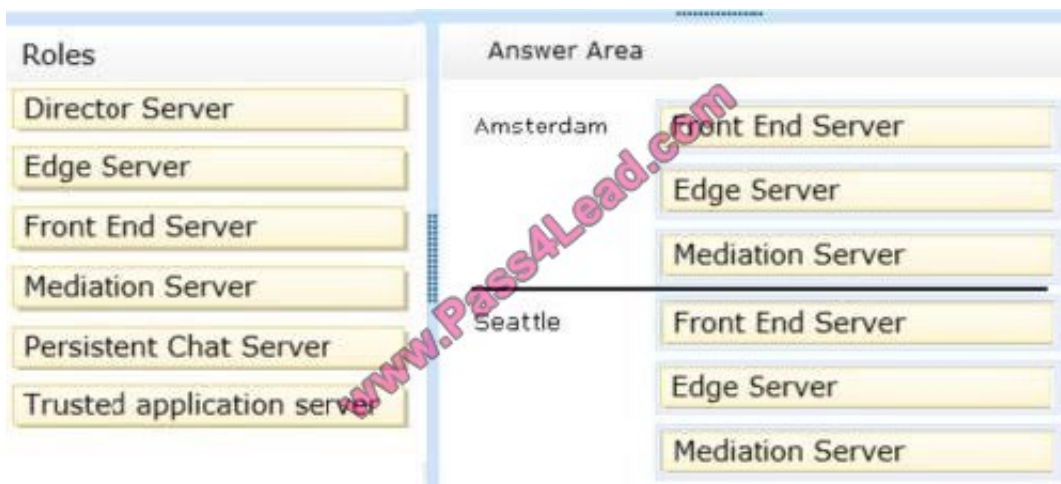 Roles
Director Server
Edge Server
Front End Server
Mediation Server
Persistent Chat Server
Trusted application server
Answer Area
Amsterdam
Front End Server
Edge Server
Mediation Server
Seattle
Front End Server
Edge Server
Mediation Server
www.Pass4Lead.com